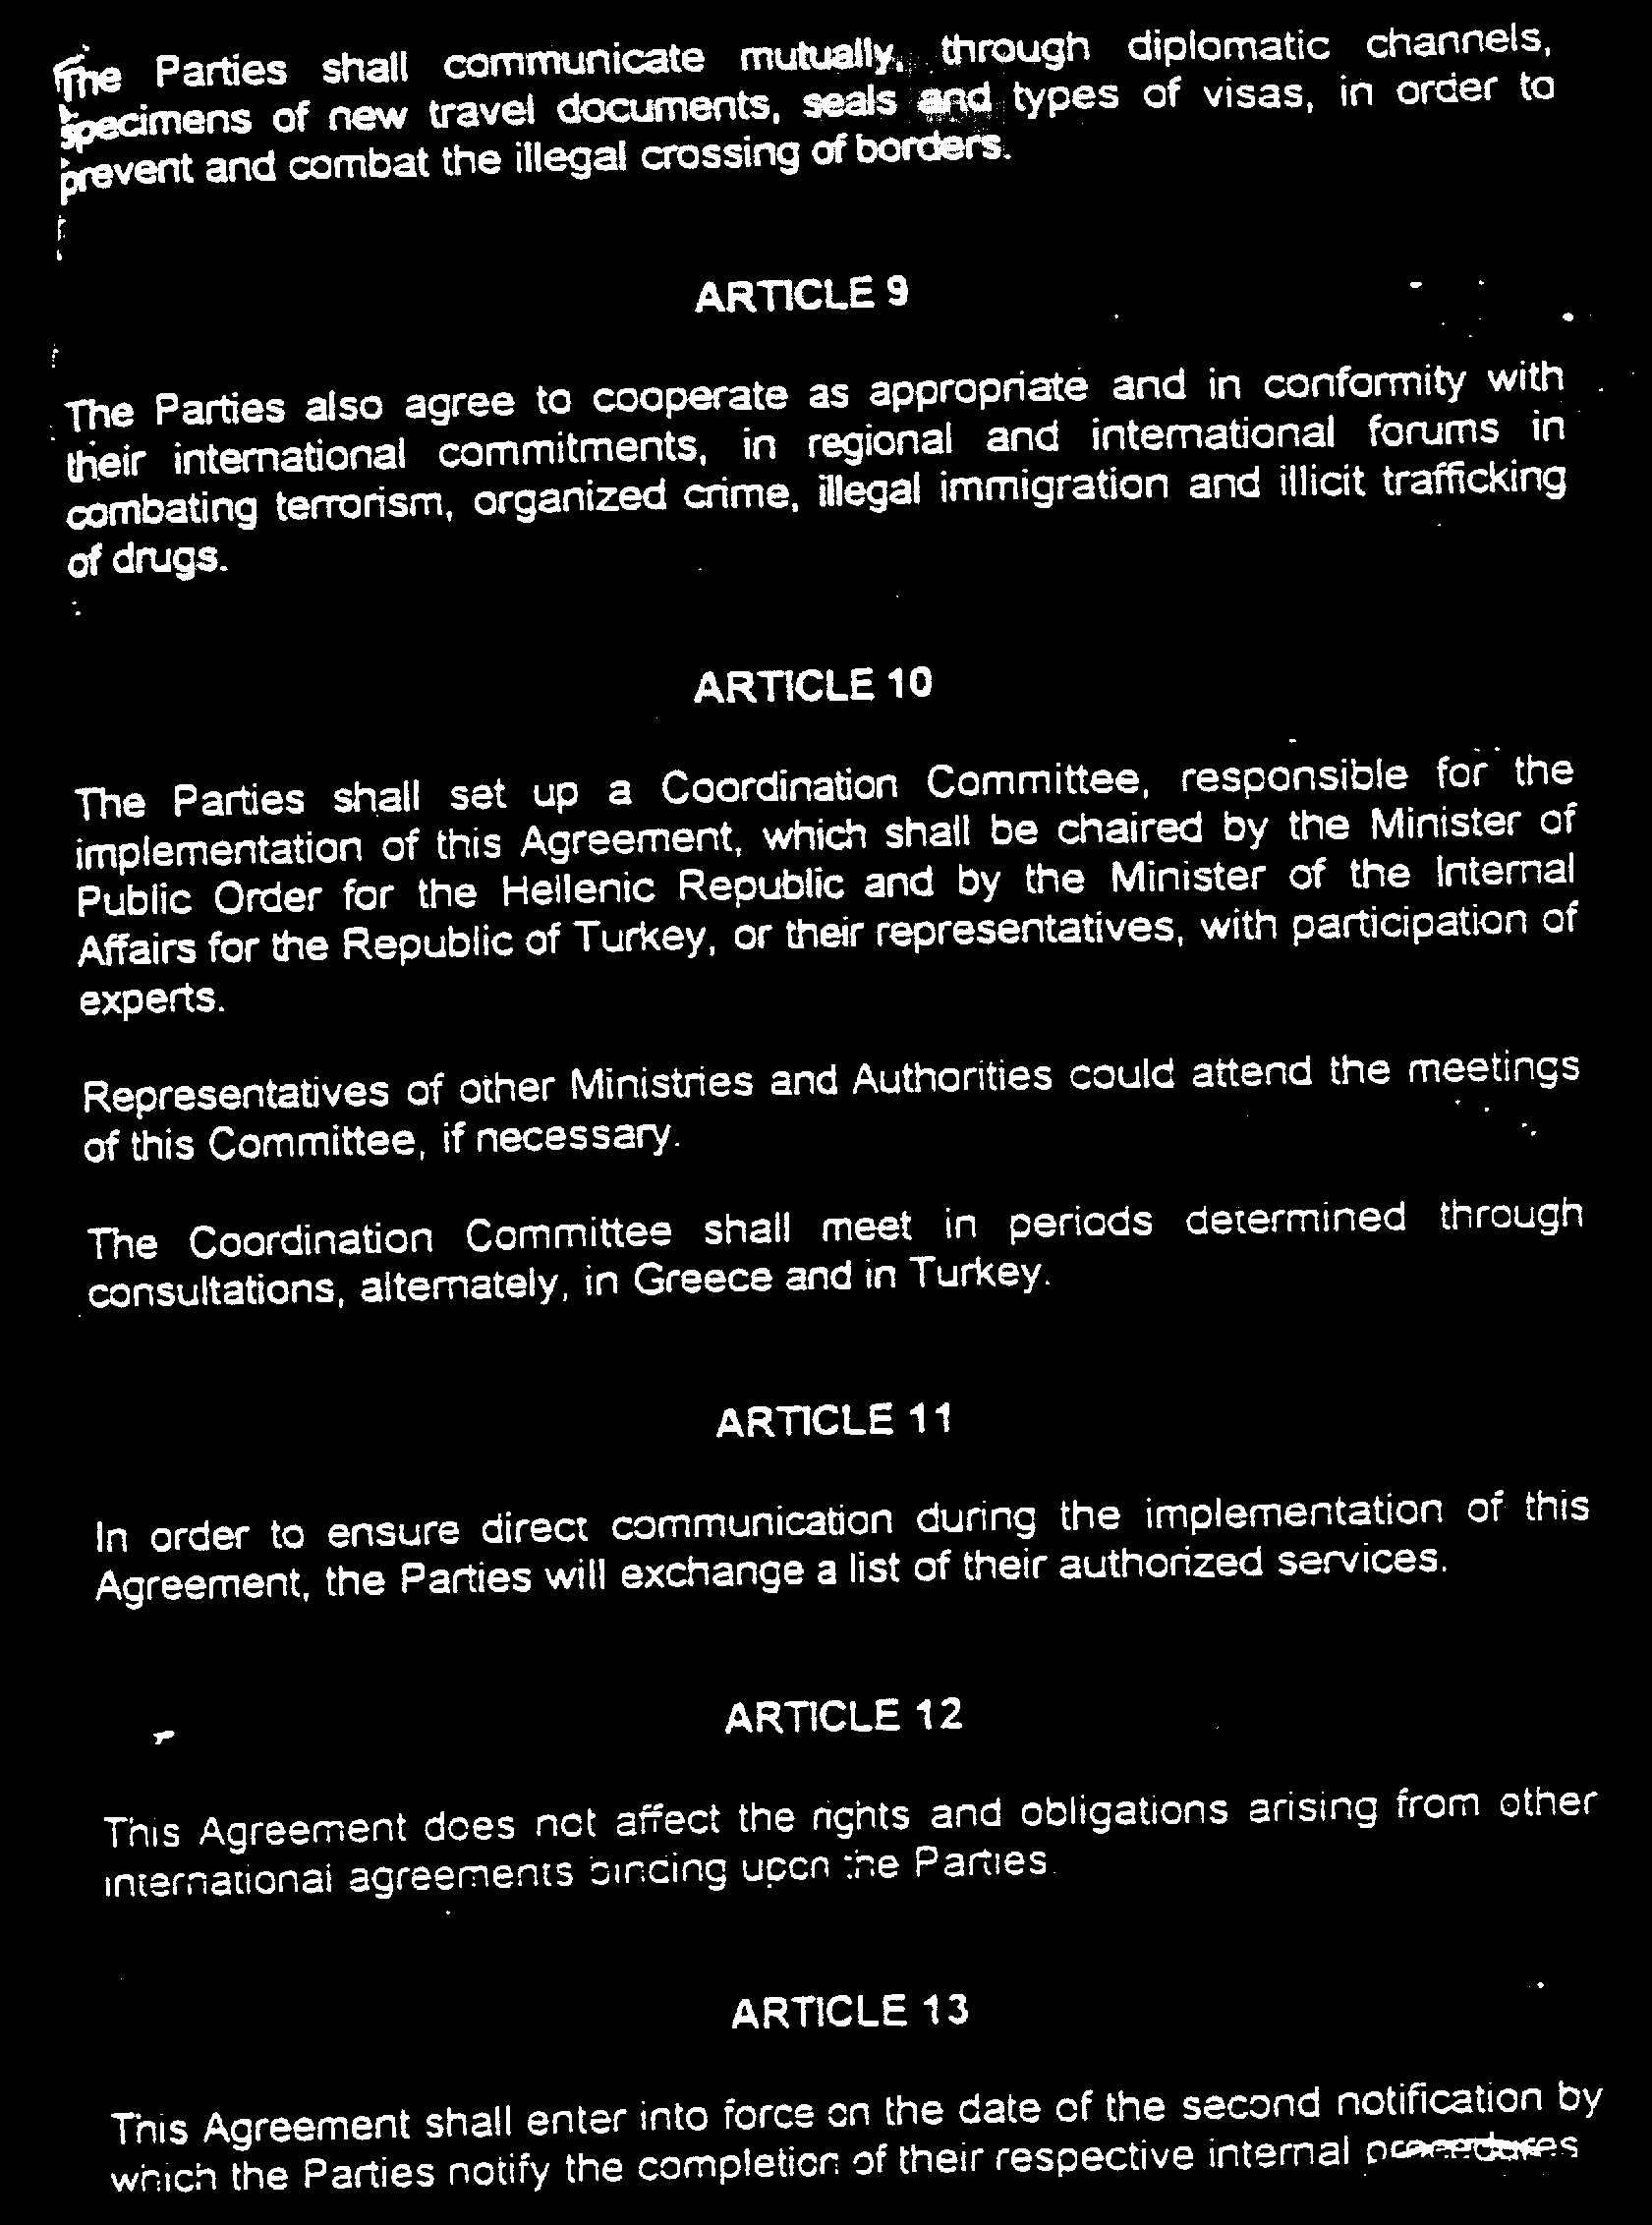 The Parties shall communicate mutually, through diplomatic channels,
specimens of new travel documents, seals and types of visas, in order to
prevent and combat the illegal crossing of borders.
ARTICLE 9
The Parties also agree to cooperate as appropriate and in conformity with
their international commitments, in regional and international forums in
combating terrorism, organized crime, illegal immigration and illicit trafficking
of drugs.
ARTICLE 10
The Parties shall set up a Coordination Committee, responsible for the
implementation of this Agreement, which shall be chaired by the Minister of
Public Order for the Hellenic Republic and by the Minister of the Internal
Affairs for the Republic of Turkey, or their representatives, with participation of
experts.
Representatives of other Ministries and Authorities could attend the meetings
of this Committee, if necessary.
The Coordination Committee shall meet in periods determined through
consultations, alternately, in Greece and in Turkey.
ARTICLE 11
In order to ensure direct communication during the implementation of this
Agreement, the Parties will exchange a list of their authorized services.
ARTICLE 12
This Agreement does not affect the rights and obligations arising from other
international agreements binding upon the Parties.
ARTICLE 13
This Agreement shall enter into force on the date of the second notification by
which the Parties notify the completion of their respective internal procedures